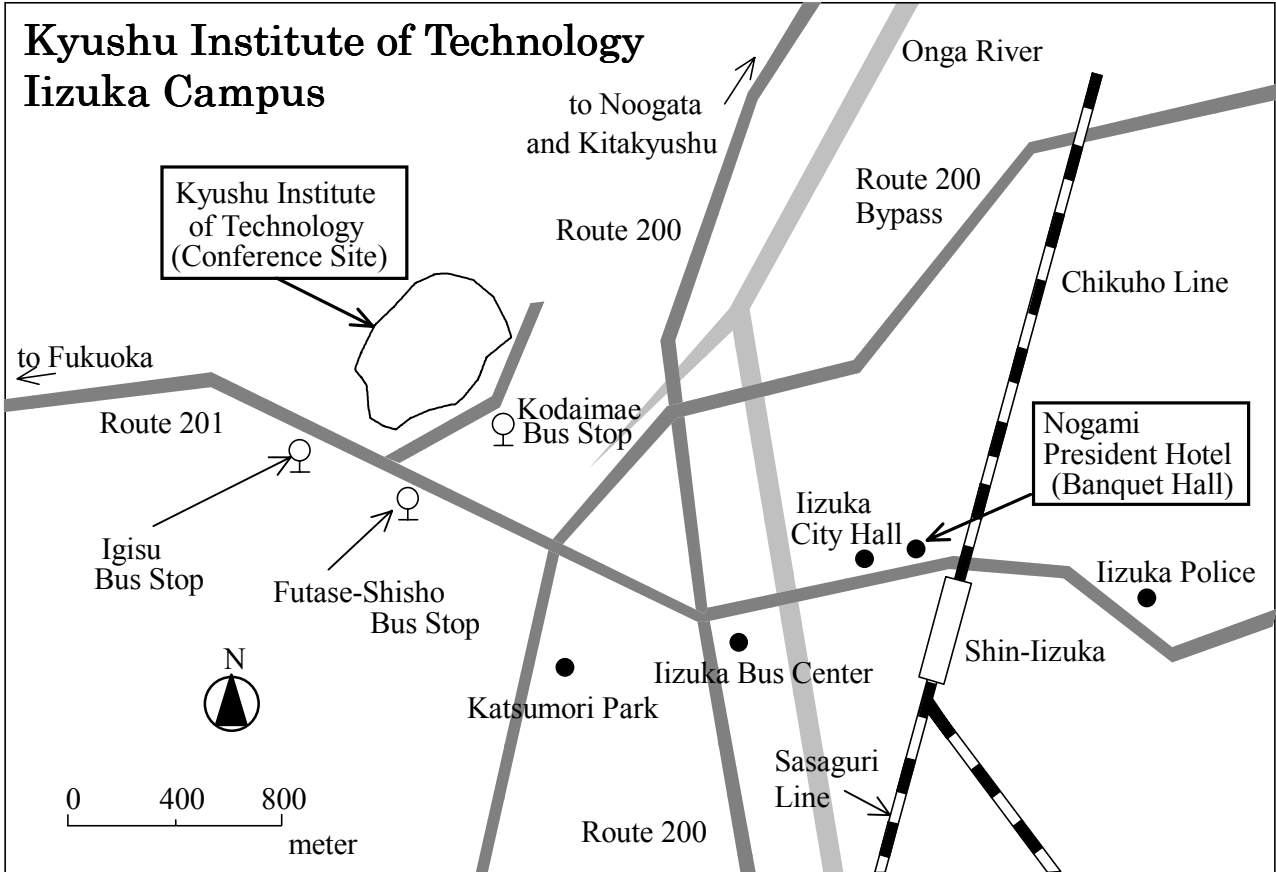 Kyushu Institute of Technology
Iizuka Campus
Onga River
to Noogata
and Kitakyushu
Kyushu Institute
of Technology
(Conference Site)
Route 200
Bypass
Route 200
Chikuho Line
to Fukuoka
Route 201
Kodaimae
Bus Stop
Nogami
President Hotel
(Banquet Hall)
Iizuka
City Hall
Igisu
Bus Stop
Futase-Shisho
Bus Stop
Iizuka Police
N
Shin-Iizuka
Iizuka Bus Center
Katsumori Park
Sasaguri
Line
0 400 800
meter
Route 200